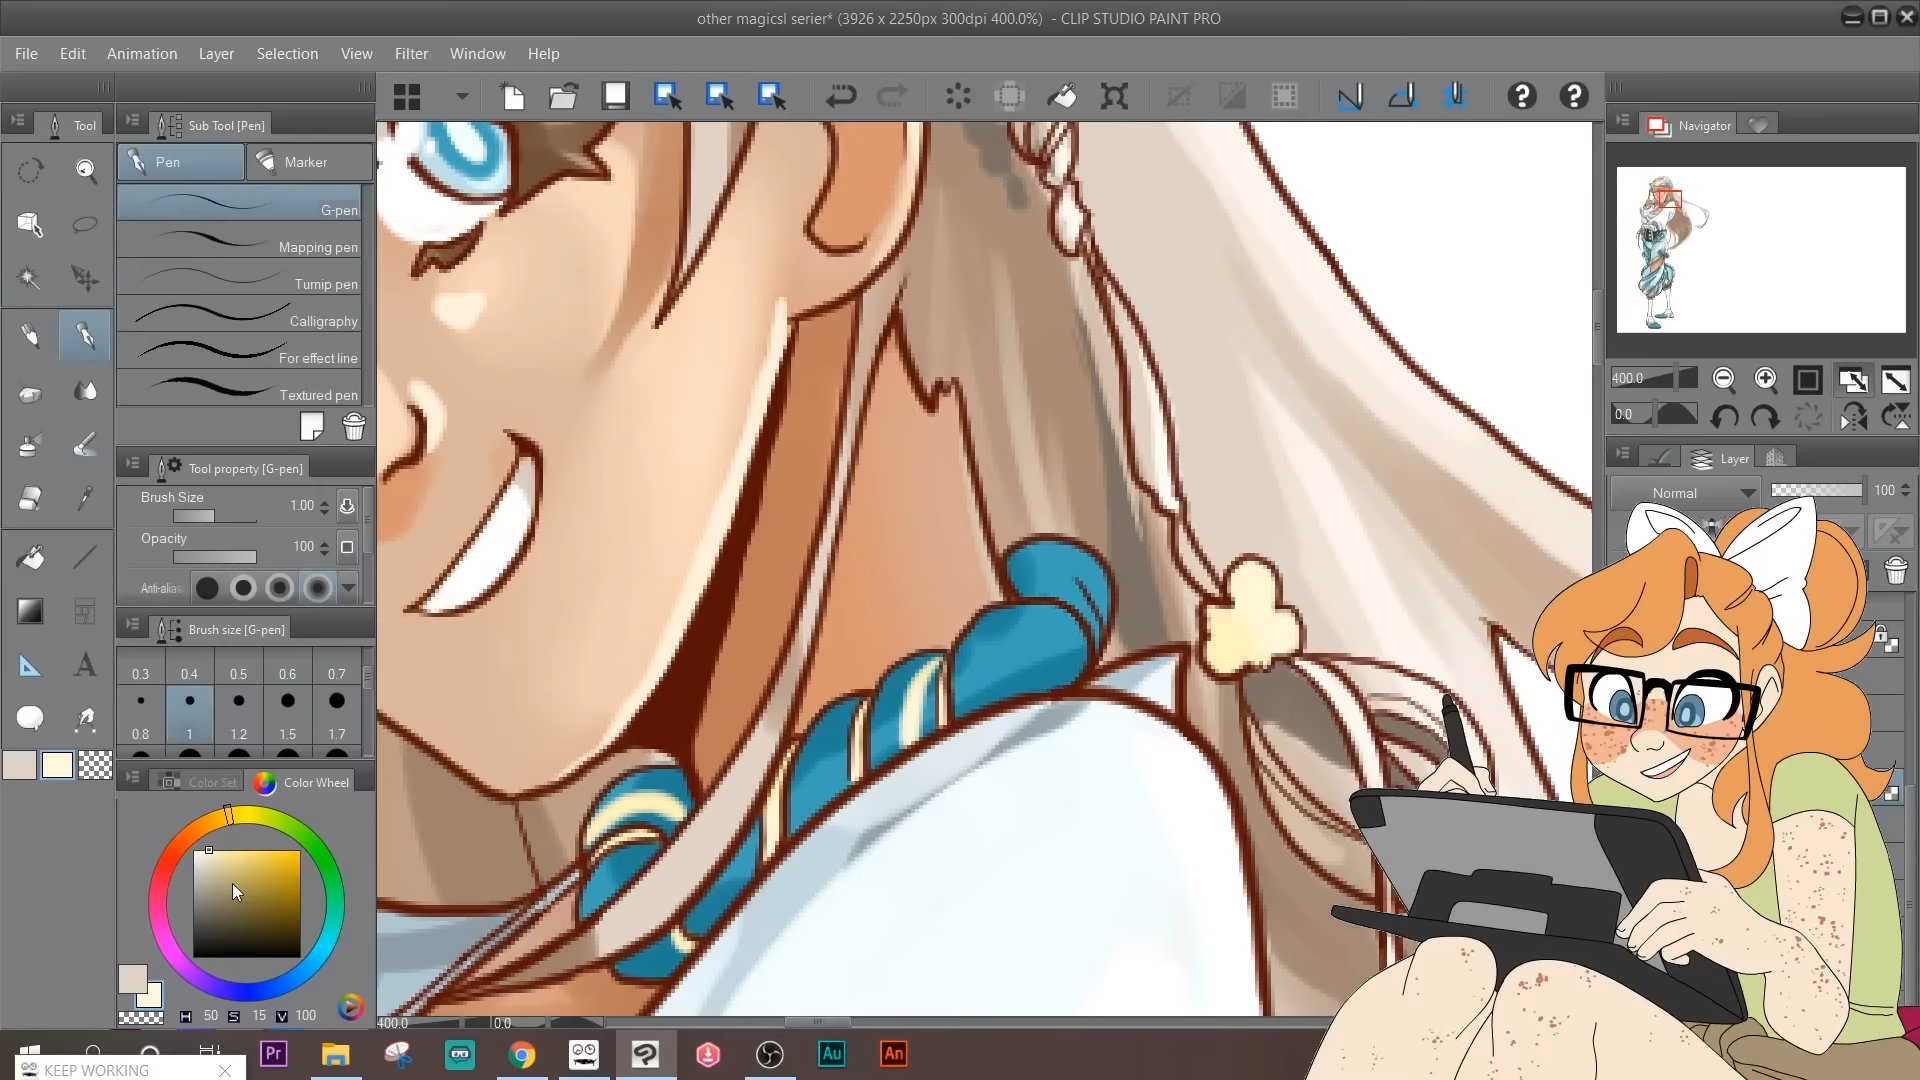 other magicsl serier* (3926 x 2250px 300dpi 400.0%) - CLIP STUDIO PAINT PRO
File Edit Animation Layer Selection View Filter Window Help
Tool
Sub Tool [Pen]
Pen
Marker
G-pen
Mapping pen
Turnip pen
Calligraphy
For effect line
Textured pen
Tool property [G-pen]
Brush Size 1.00
Opacity 100
Anti-alias
Brush size [G-pen]
0.3 0.4 0.5 0.6 0.7
0.8 1 1.2 1.5 1.7
Color Set Color Wheel
H 50 S 15 V 100
Navigator
400.0
0.0
Layer
Normal 100
400.0 0.0
Pr
Au
An
KEEP WORKING